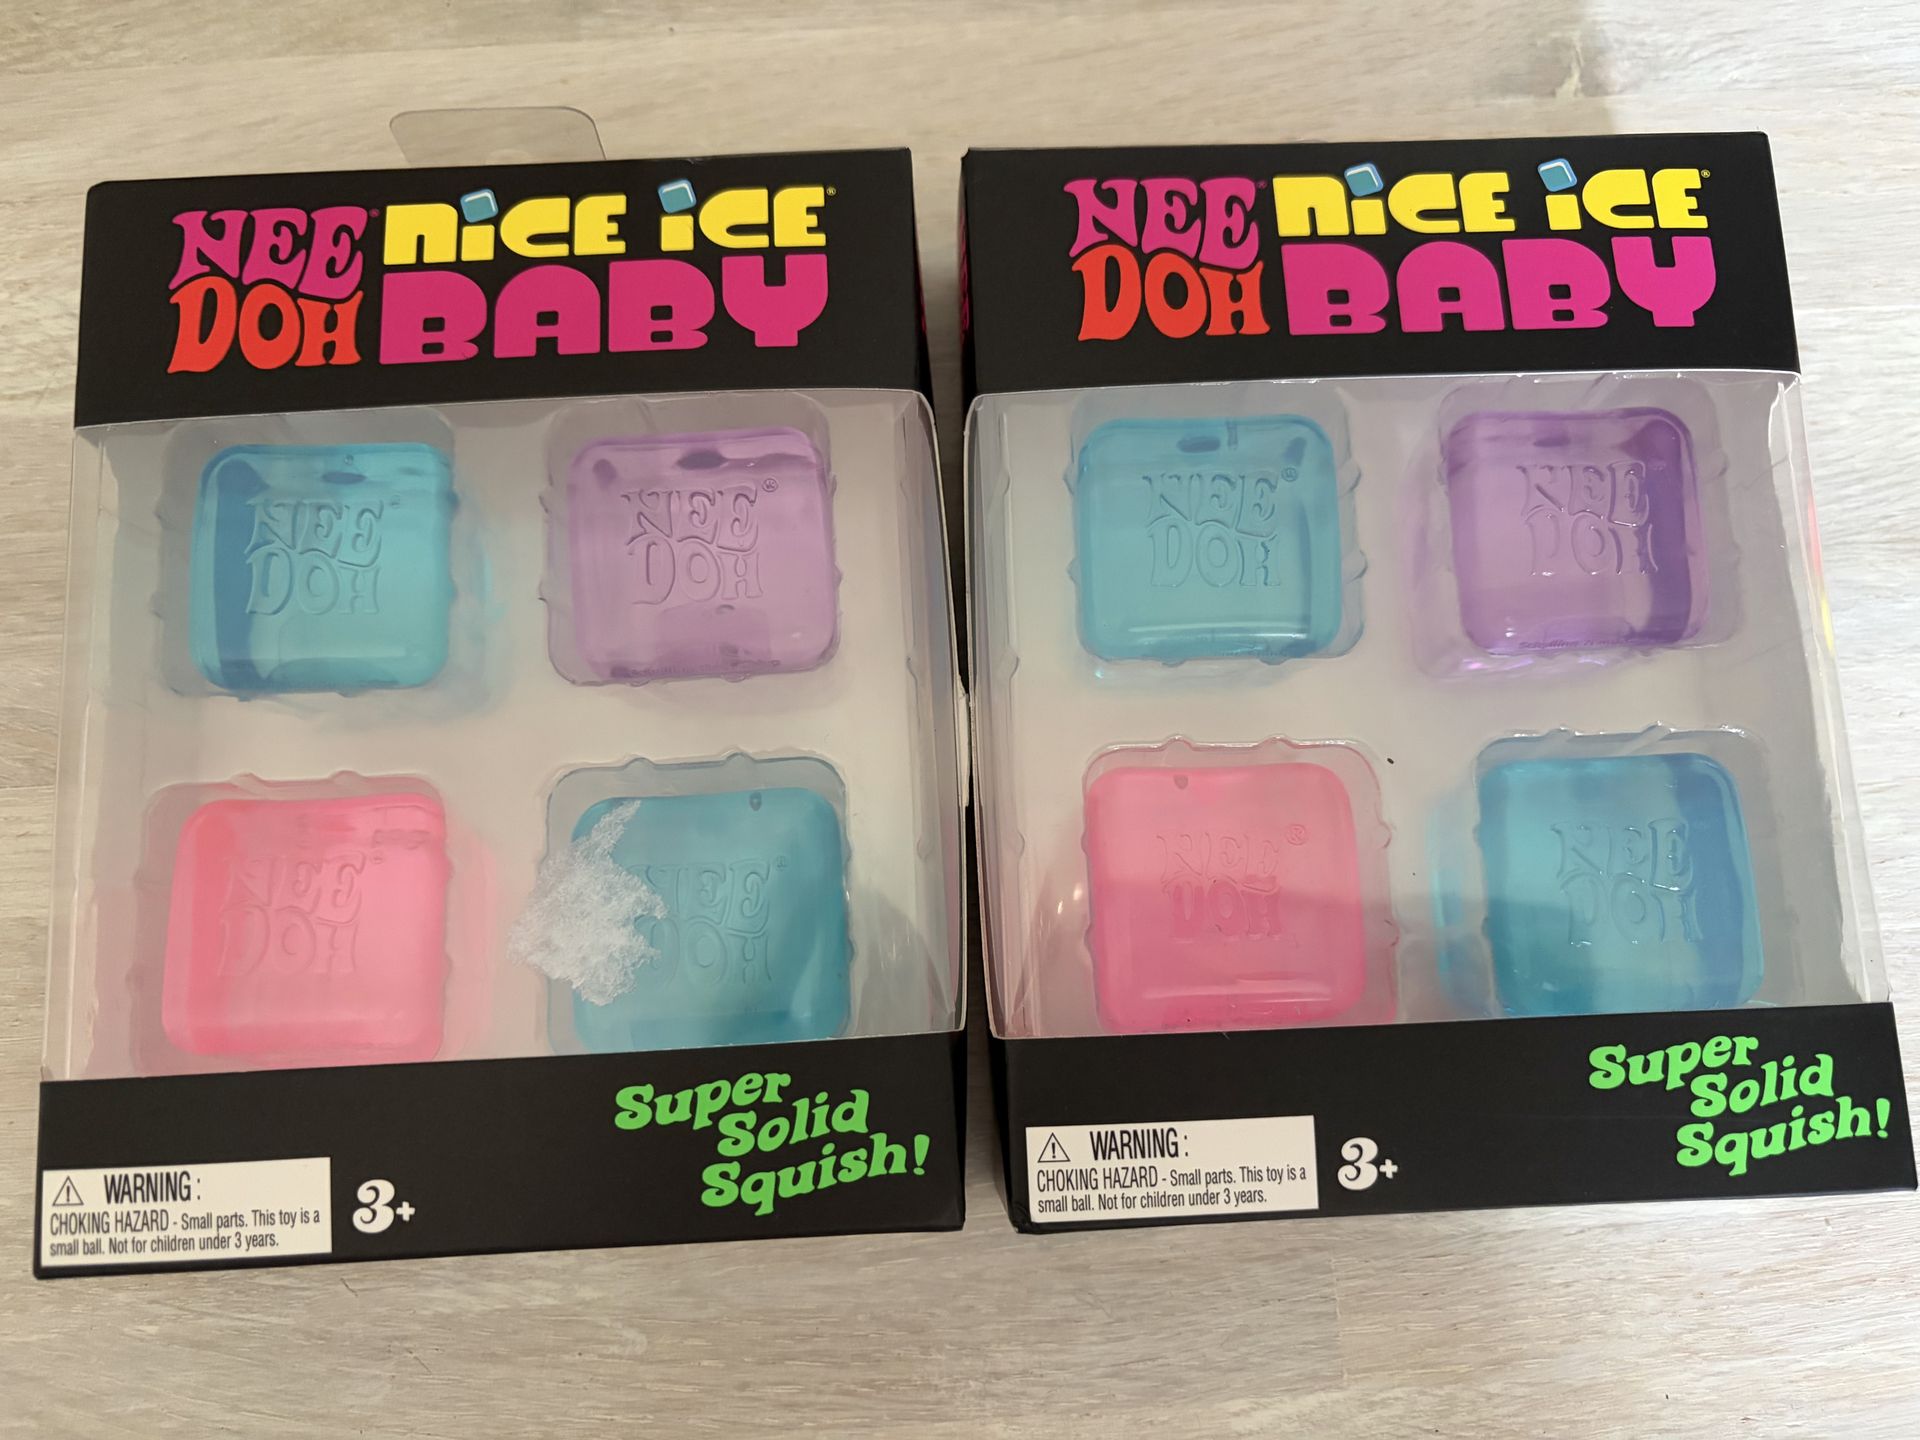 NEE® NICE ICE®
DOH BABY
NEE®
DOH
NEE®
DOH
NEE
DOH
NEE®
DOH
Super
Solid
Squish!
⚠ WARNING :
CHOKING HAZARD - Small parts. This toy is a
small ball. Not for children under 3 years.
3+
NEE® NICE ICE®
DOH BABY
NEE®
DOH
NEE
DOH
NEE®
DOH
NEE
DOH
Super
Solid
Squish!
⚠ WARNING :
CHOKING HAZARD - Small parts. This toy is a
small ball. Not for children under 3 years.
3+